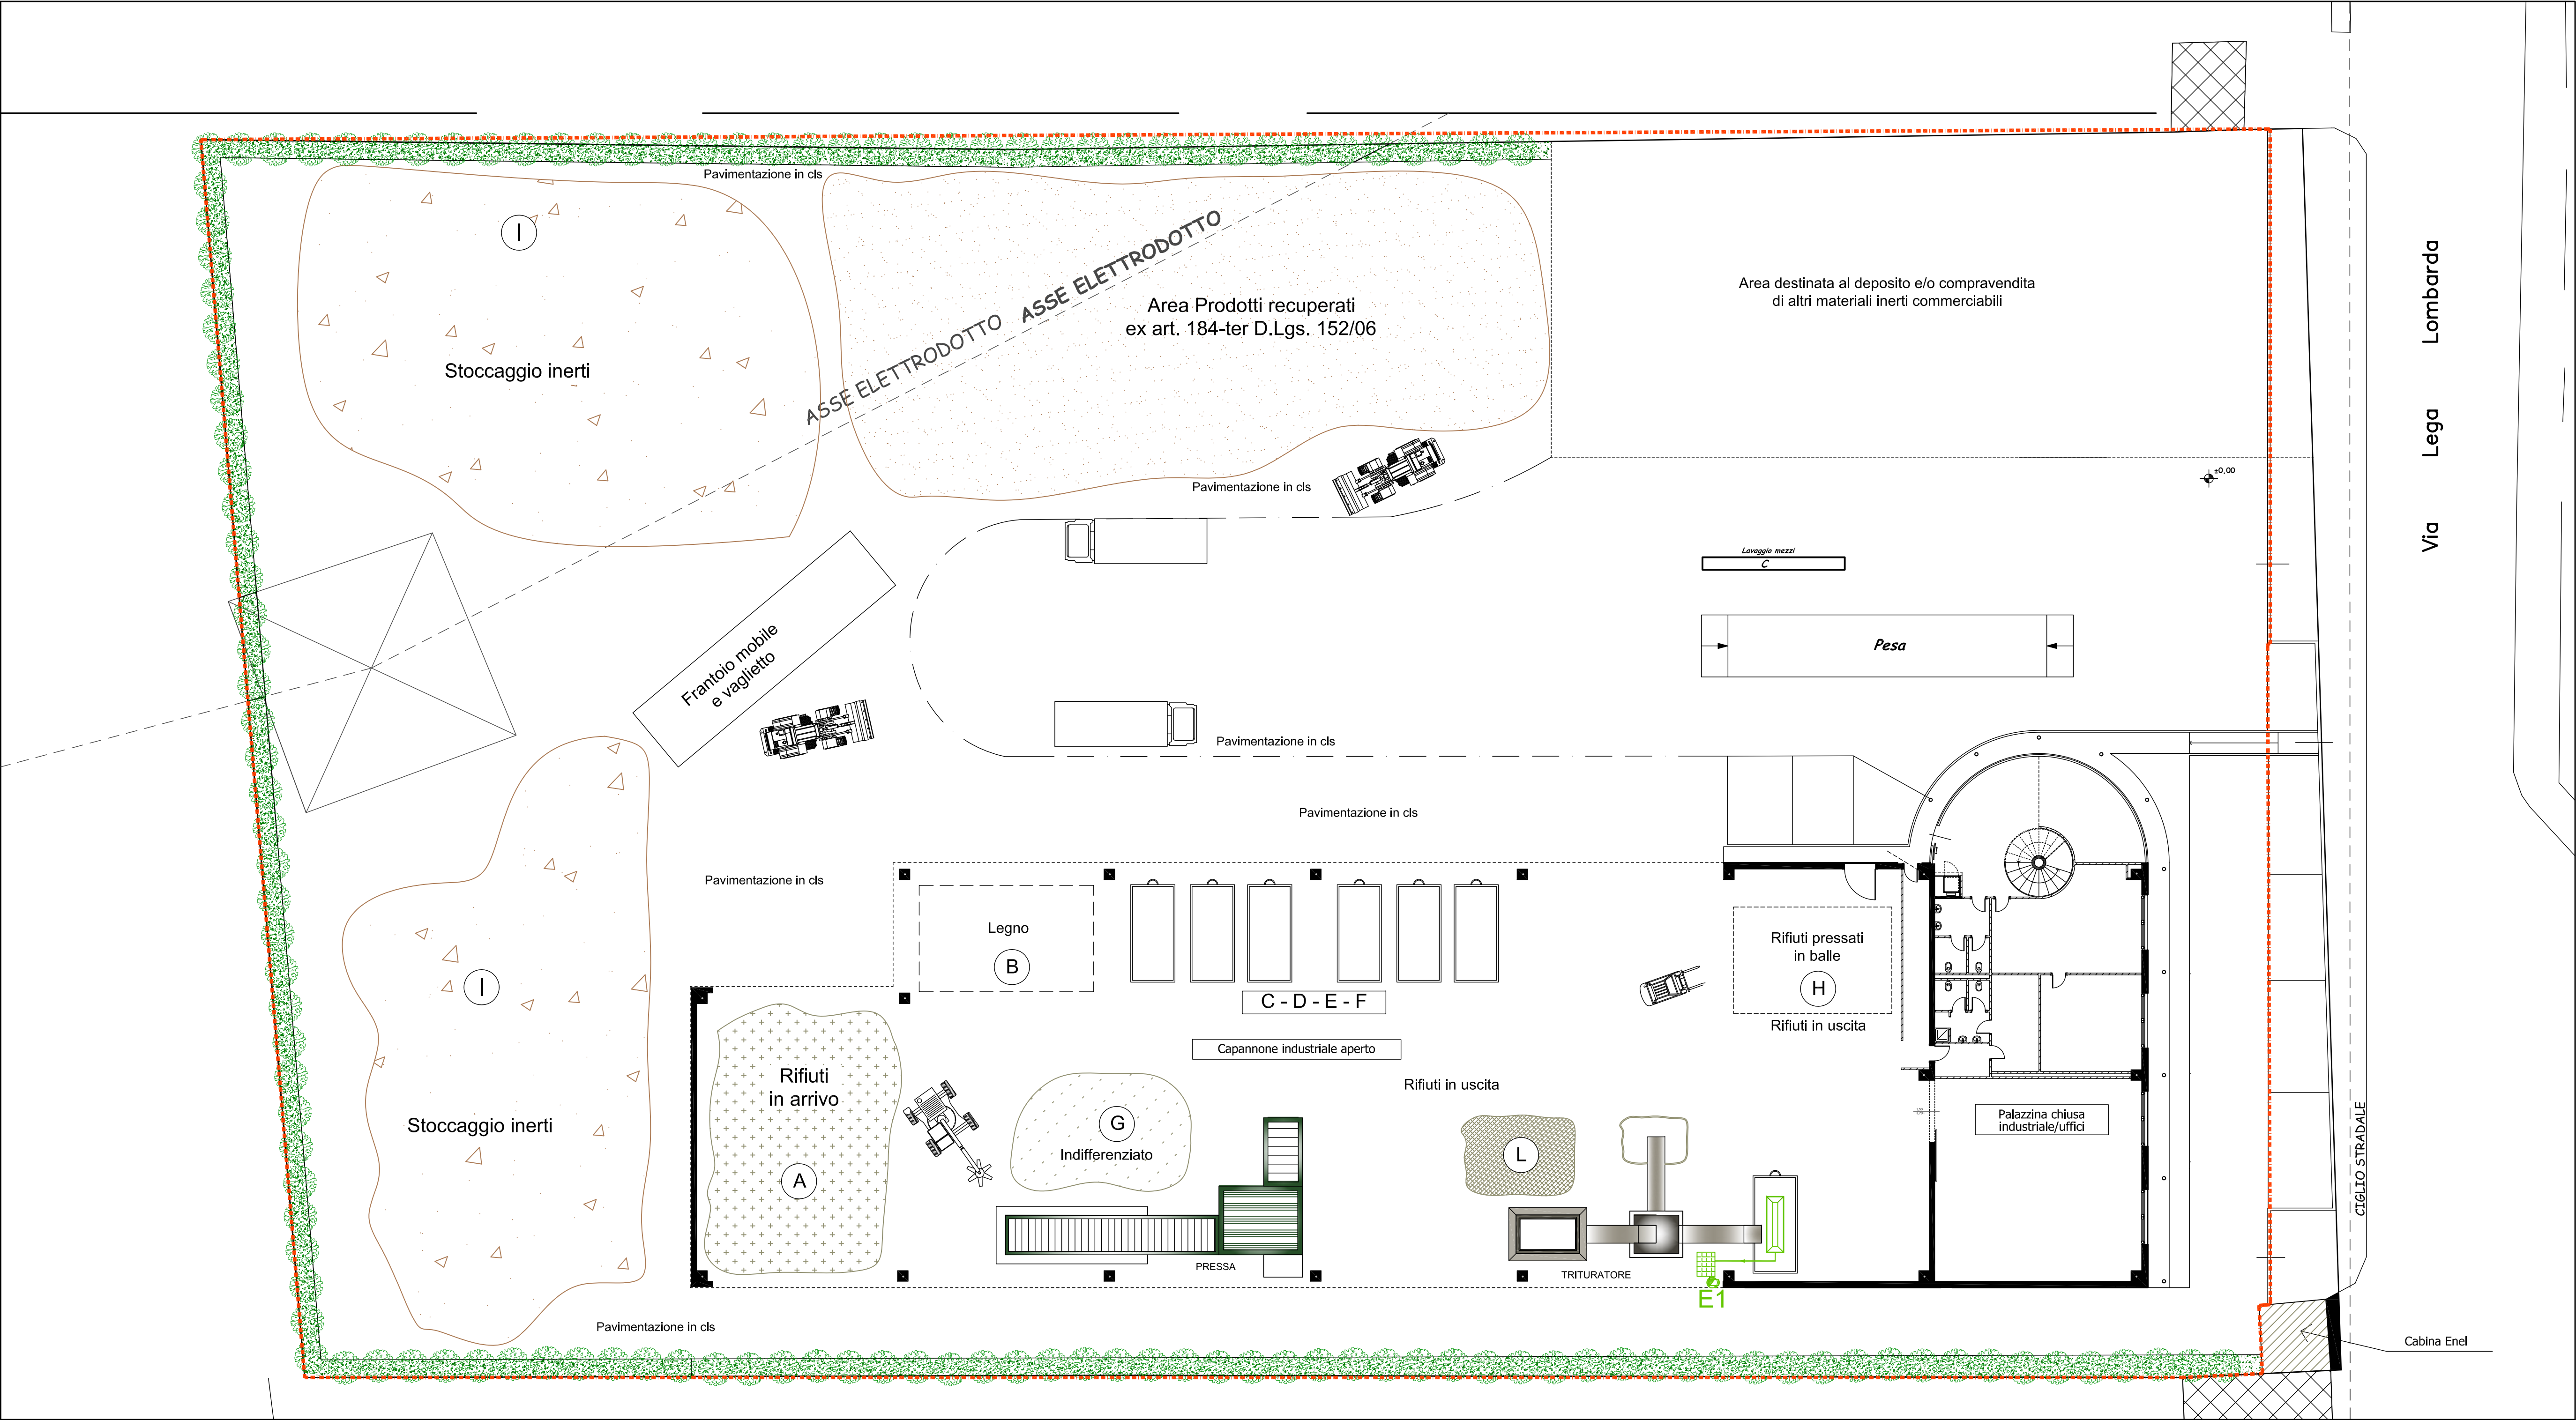 Pavimentazione in cls
I
Stoccaggio inerti
ASSE ELETTRODOTTO
ASSE ELETTRODOTTO
Area Prodotti recuperati
ex art. 184-ter D.Lgs. 152/06
Area destinata al deposito e/o compravendita
di altri materiali inerti commerciabili
Via Lega Lombarda
±0,00
Pavimentazione in cls
Lavaggio mezzi
C
Pesa
Frantoio mobile
e vaglietto
Pavimentazione in cls
Pavimentazione in cls
Pavimentazione in cls
Legno
B
C - D - E - F
Rifiuti pressati
in balle
H
Rifiuti in uscita
I
Stoccaggio inerti
Capannone industriale aperto
Rifiuti in arrivo
A
G
Indifferenziato
Rifiuti in uscita
L
Palazzina chiusa
industriale/uffici
PRESSA
TRITURATORE
E1
CIGLIO STRADALE
Pavimentazione in cls
Cabina Enel